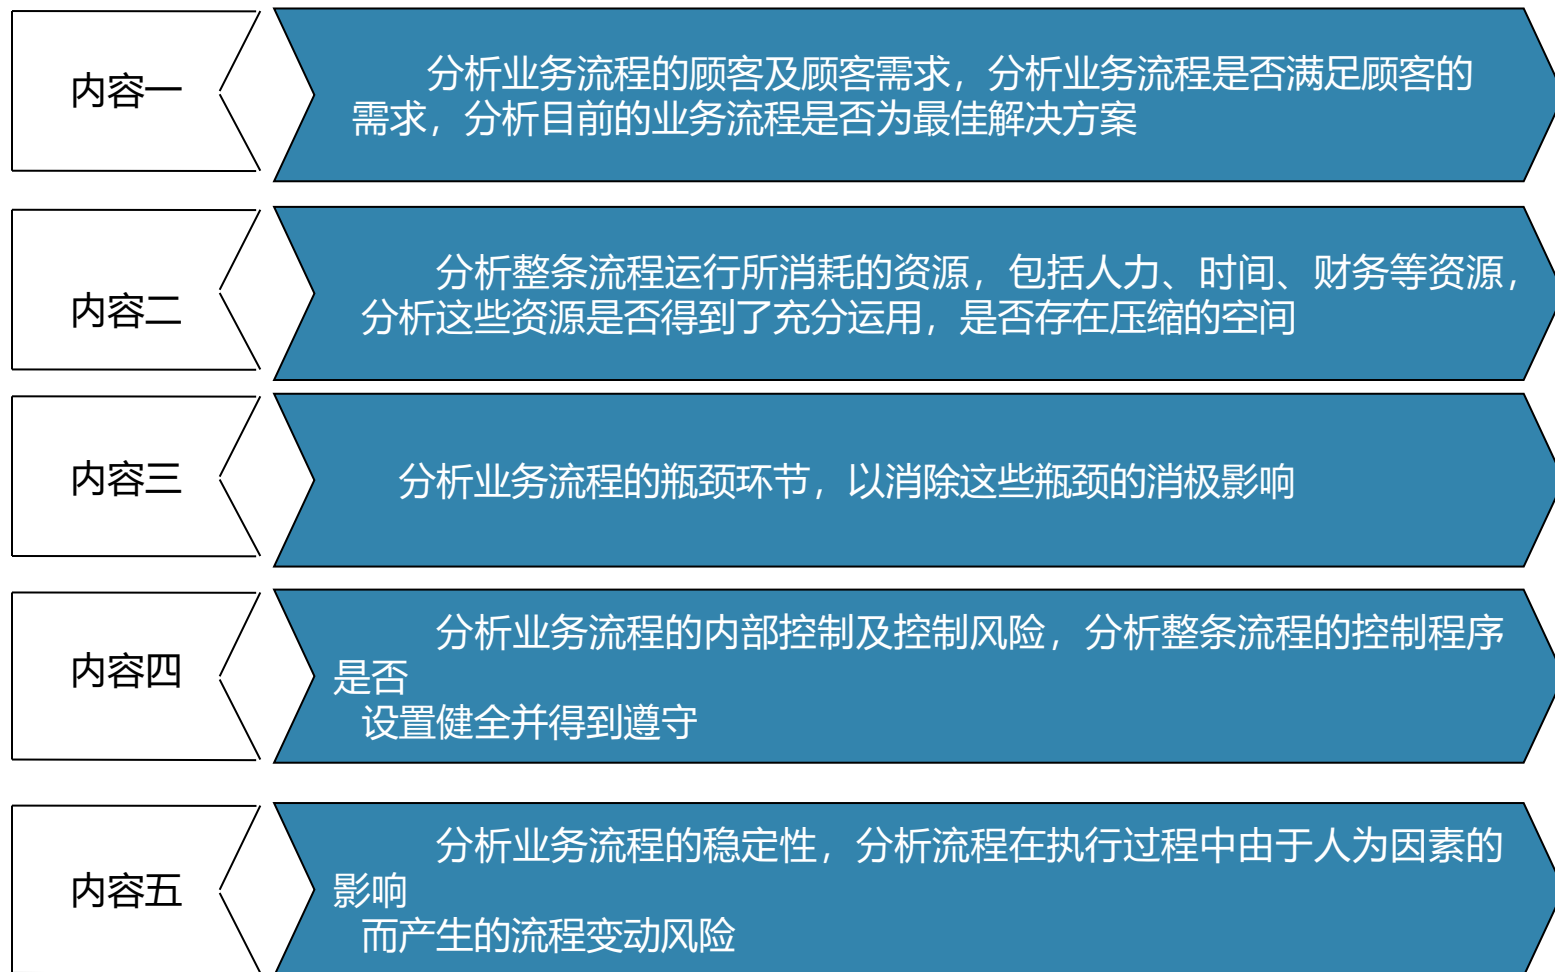 内容一
分析业务流程的顾客及顾客需求，分析业务流程是否满足顾客的
需求，分析目前的业务流程是否为最佳解决方案
内容二
分析整条流程运行所消耗的资源，包括人力、时间、财务等资源，
分析这些资源是否得到了充分运用，是否存在压缩的空间
内容三
分析业务流程的瓶颈环节，以消除这些瓶颈的消极影响
内容四
分析业务流程的内部控制及控制风险，分析整条流程的控制程序
是否
设置健全并得到遵守
内容五
分析业务流程的稳定性，分析流程在执行过程中由于人为因素的
影响
而产生的流程变动风险